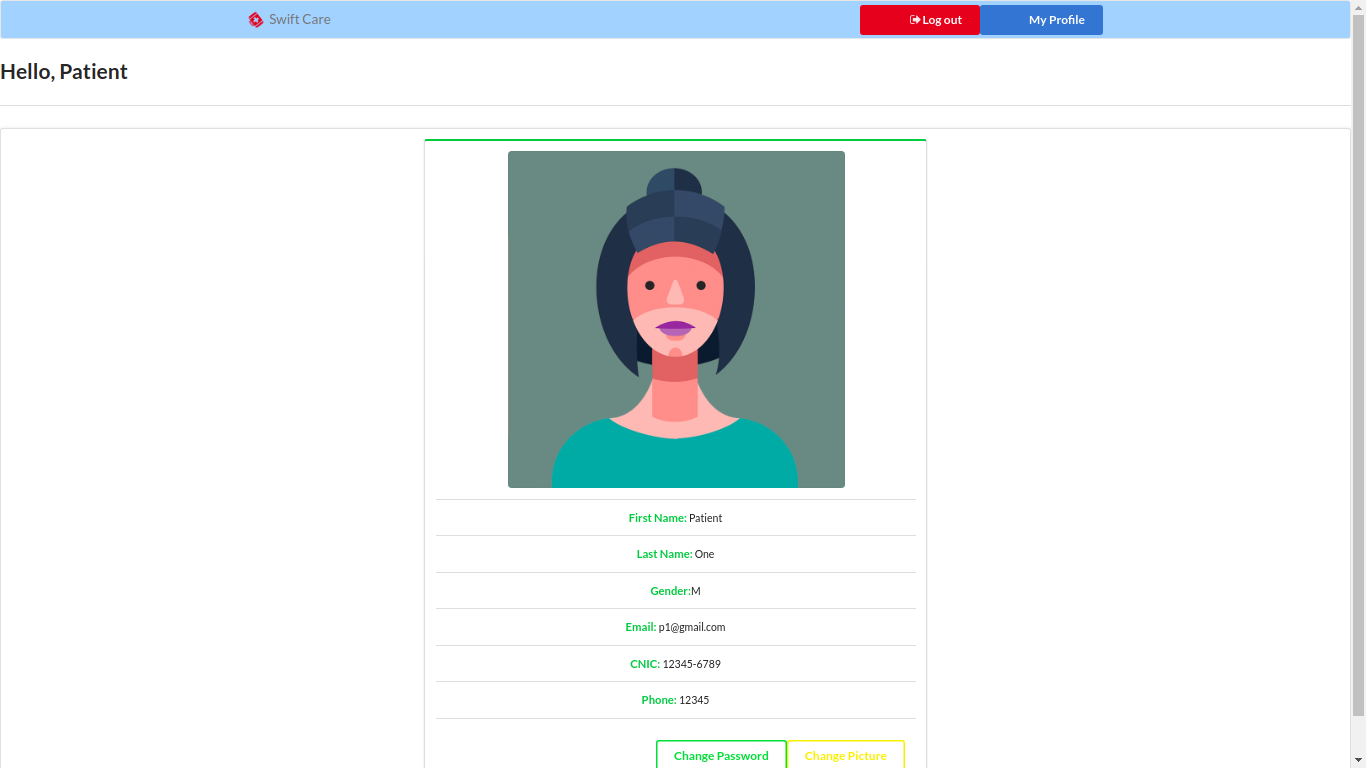 Swift Care
Log out
My Profile
Hello, Patient
First Name: Patient
Last Name: One
Gender:M
Email: p1@gmail.com
CNIC: 12345-6789
Phone: 12345
Change Password
Change Picture